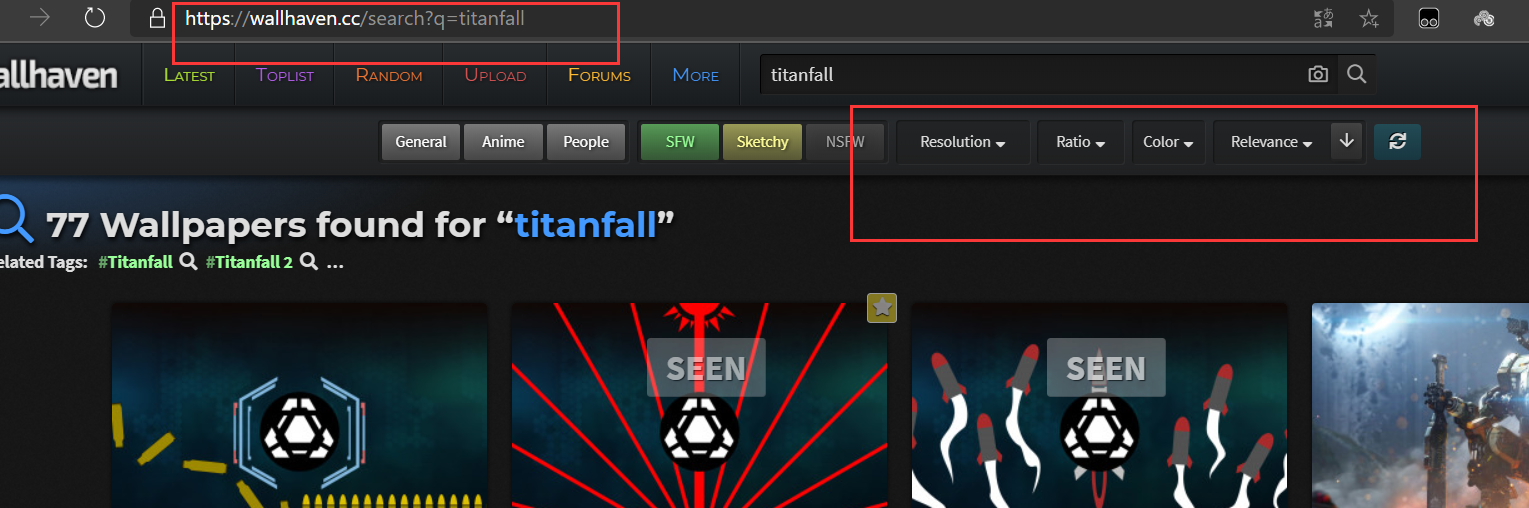 https://wallhaven.cc/search?q=titanfall
allhaven Latest Toplist Random Upload Forums More titanfall
General Anime People SFW Sketchy NSFW Resolution Ratio Color Relevance
77 Wallpapers found for “titanfall”
elated Tags: #Titanfall #Titanfall 2 ...
SEEN SEEN